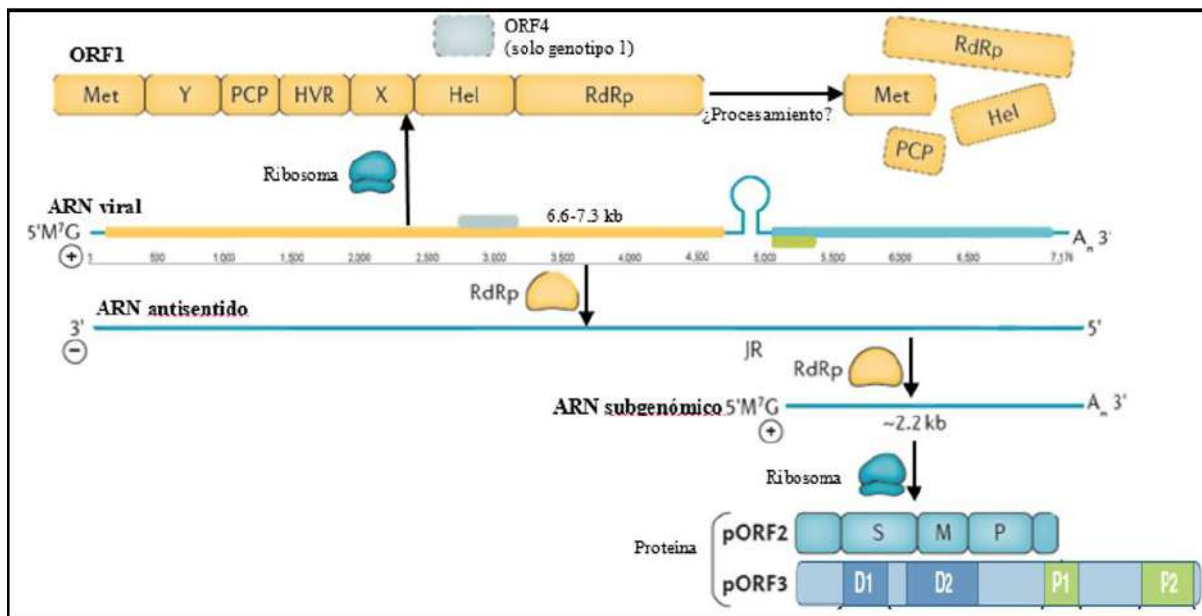 ORF4
(solo genotipo 1)
ORF1
Met Y PCP HVR X Hel RdRp
¿Procesamiento?
RdRp
Met
Hel
PCP
Ribosoma
ARN viral
6.6-7.3 kb
5'M⁷G
Aₙ 3'
+
1 500 1,000 1,500 2,000 2,500 3,000 3,500 4,000 4,500 5,000 5,500 6,000 6,500 7,176
RdRp
ARN antisentido
3'
5'
−
JR
RdRp
ARN subgenómico 5'M⁷G
Aₙ 3'
+
~2.2 kb
Ribosoma
Proteína
pORF2 S M P
pORF3 D1 D2 P1 P2